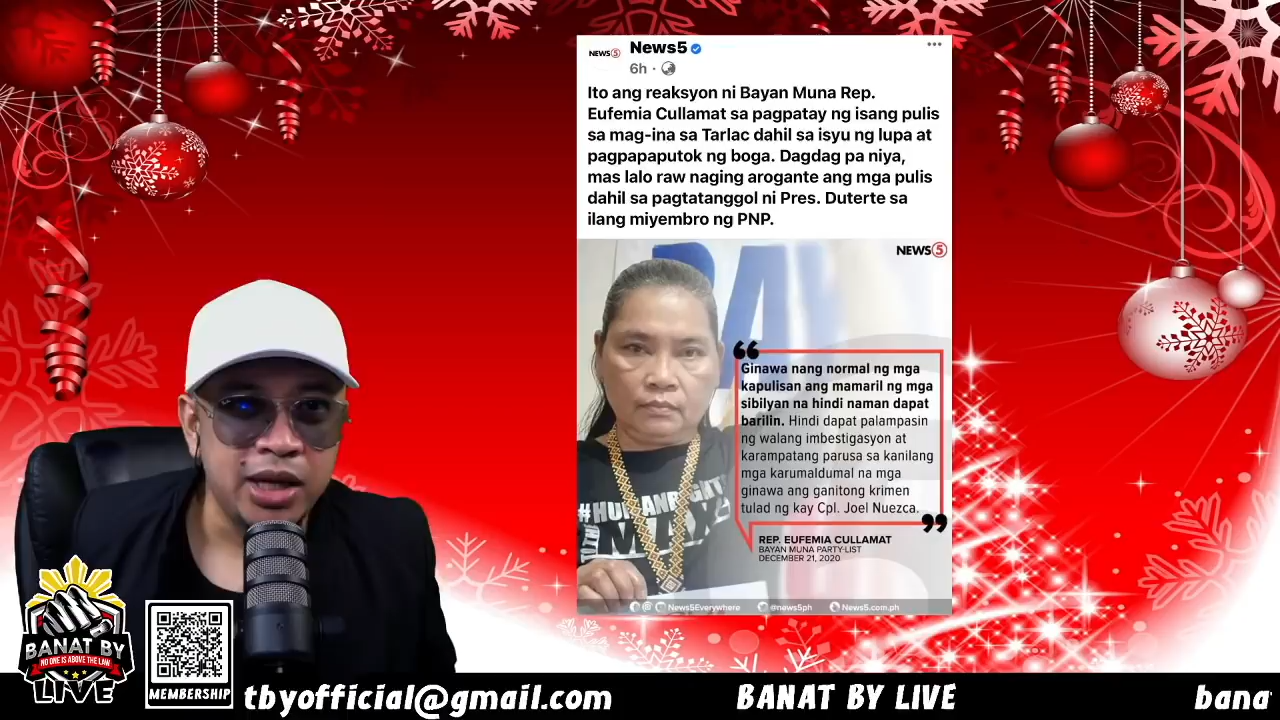 NEWS5
News5
6h
Ito ang reaksyon ni Bayan Muna Rep.
Eufemia Cullamat sa pagpatay ng isang pulis
sa mag-ina sa Tarlac dahil sa isyu ng lupa at
pagpapaputok ng boga. Dagdag pa niya,
mas lalo raw naging arogante ang mga pulis
dahil sa pagtatanggol ni Pres. Duterte sa
ilang miyembro ng PNP.
NEWS5
Ginawa nang normal ng mga
kapulisan ang mamaril ng mga
sibilyan na hindi naman dapat
barilin. Hindi dapat palampasin
ng walang imbestigasyon at
karampatang parusa sa kanilang
mga karumaldumal na mga
ginawa ang ganitong krimen
tulad ng kay Cpl. Joel Nuezca.
REP. EUFEMIA CULLAMAT
BAYAN MUNA PARTY-LIST
DECEMBER 21, 2020
News5Everywhere @news5ph News5.com.ph
BANAT BY
NO ONE IS ABOVE THE LAW
LIVE
MEMBERSHIP
tbyofficial@gmail.com BANAT BY LIVE bana